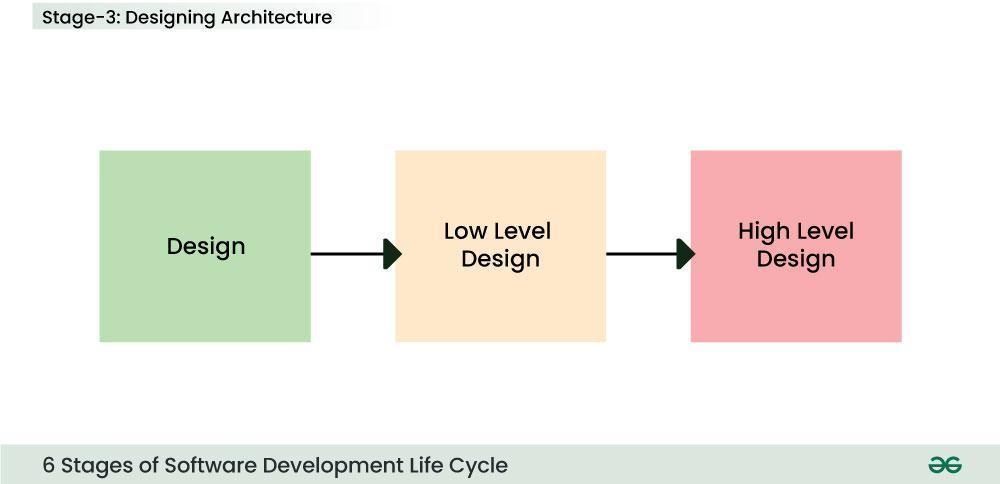 Stage-3: Designing Architecture
Design
Low Level
Design
High Level
Design
6 Stages of Software Development Life Cycle